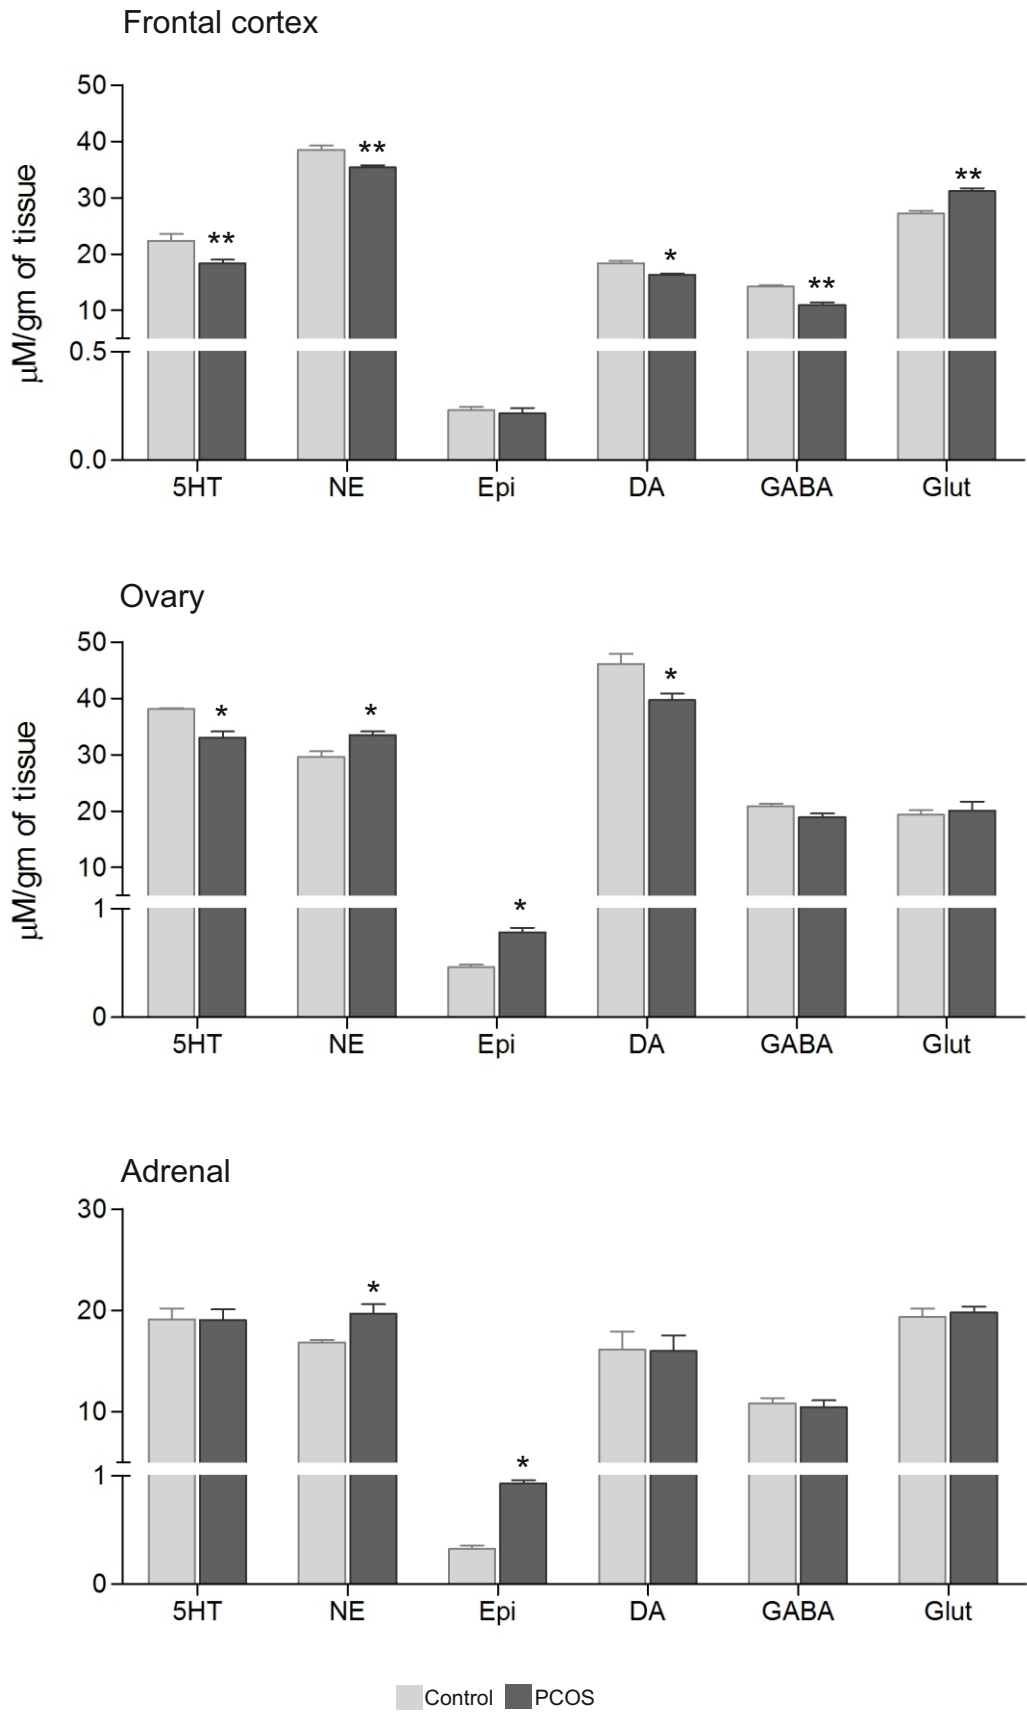 Frontal cortex
50
40
30
20
10
0.5
0.0
μM/gm of tissue
** ** * ** **
5HT NE Epi DA GABA Glut
Ovary
50
40
30
20
10
1
0
μM/gm of tissue
* * * *
5HT NE Epi DA GABA Glut
Adrenal
30
20
10
1
0
* *
5HT NE Epi DA GABA Glut
Control PCOS